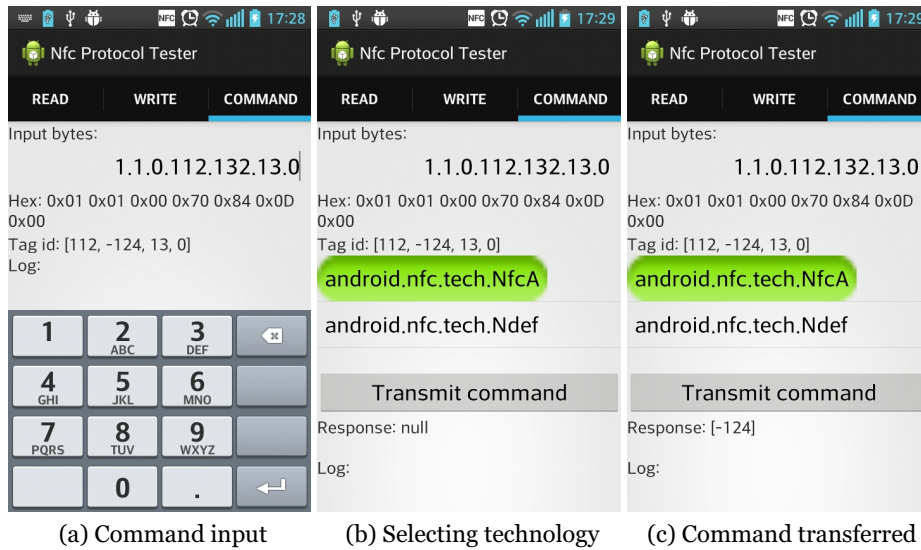 NFC 17:28
Nfc Protocol Tester
READ WRITE COMMAND
Input bytes:
1.1.0.112.132.13.0
Hex: 0x01 0x01 0x00 0x70 0x84 0x0D
0x00
Tag id: [112, -124, 13, 0]
Log:
1 2 3
ABC DEF
4 5 6
GHI JKL MNO
7 8 9
PQRS TUV WXYZ
0 .
(a) Command input
NFC 17:29
Nfc Protocol Tester
READ WRITE COMMAND
Input bytes:
1.1.0.112.132.13.0
Hex: 0x01 0x01 0x00 0x70 0x84 0x0D
0x00
Tag id: [112, -124, 13, 0]
android.nfc.tech.NfcA
android.nfc.tech.Ndef
Transmit command
Response: null
Log:
(b) Selecting technology
NFC 17:29
Nfc Protocol Tester
READ WRITE COMMAND
Input bytes:
1.1.0.112.132.13.0
Hex: 0x01 0x01 0x00 0x70 0x84 0x0D
0x00
Tag id: [112, -124, 13, 0]
android.nfc.tech.NfcA
android.nfc.tech.Ndef
Transmit command
Response: [-124]
Log:
(c) Command transferred